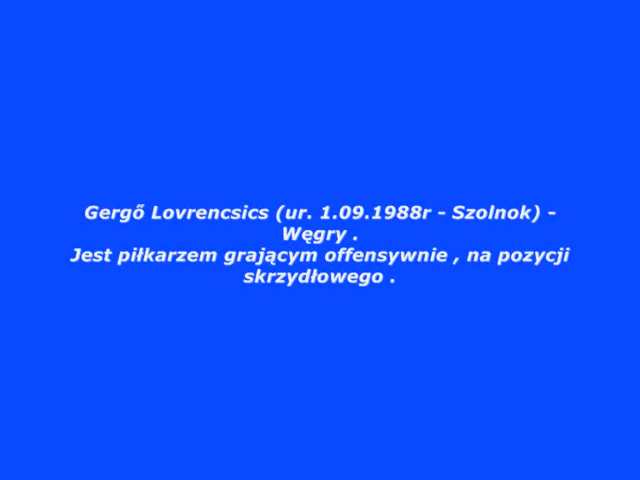 Gergő Lovrencsics (ur. 1.09.1988r - Szolnok) -
Węgry .
Jest piłkarzem grającym offensywnie , na pozycji
skrzydłowego .